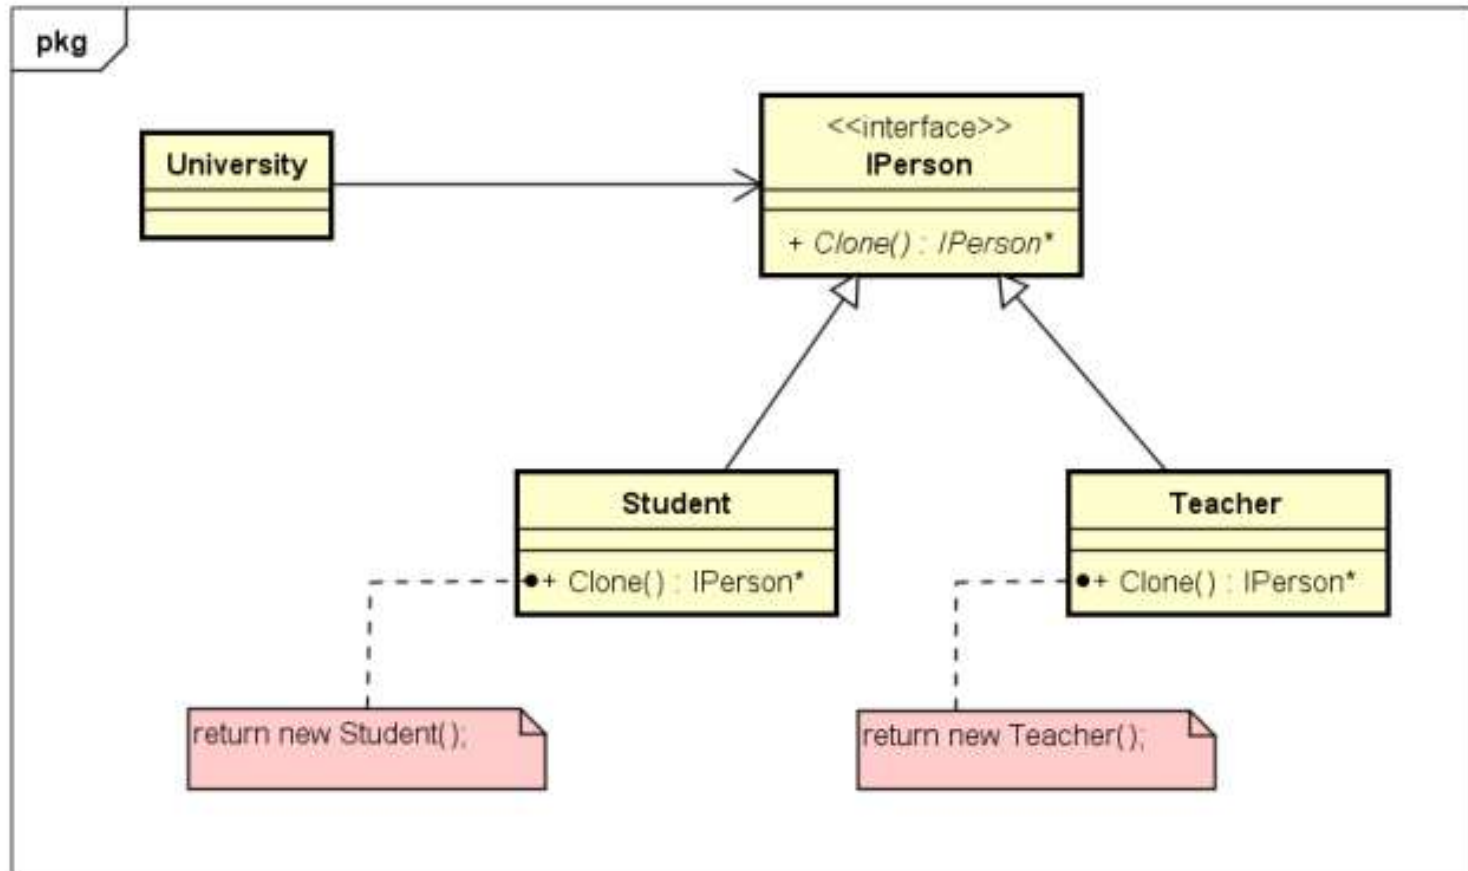 pkg
University
<<interface>>
IPerson
+ Clone() : IPerson*
Student
+ Clone() : IPerson*
Teacher
+ Clone() : IPerson*
return new Student();
return new Teacher();